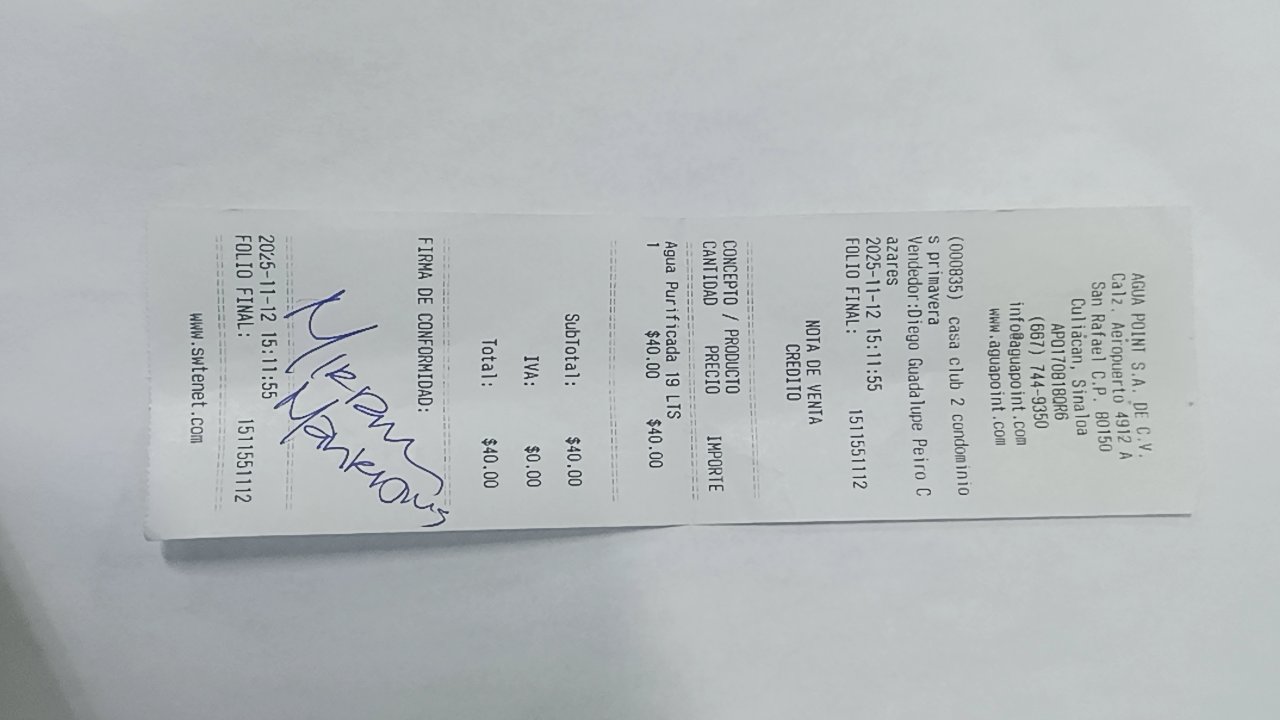 AGUA POINT S.A. DE C.V.
Calz. Aeropuerto 4912 A
San Rafael C.P. 80150
Culiacan, Sinaloa
APO170818QR6
(667) 744-9350
info@aguapoint.com
www.aguapoint.com
(000835) casa club 2 condominio
s primavera
Vendedor:Diego Guadalupe Peiro C
azares
2025-11-12 15:11:55
FOLIO FINAL: 1511551112
NOTA DE VENTA
CREDITO
CONCEPTO / PRODUCTO
CANTIDAD PRECIO IMPORTE
Agua Purificada 19 LTS
1 $40.00 $40.00
SubTotal: $40.00
IVA: $0.00
Total: $40.00
FIRMA DE CONFORMIDAD:
2025-11-12 15:11:55
FOLIO FINAL: 1511551112
www.swtenet.com